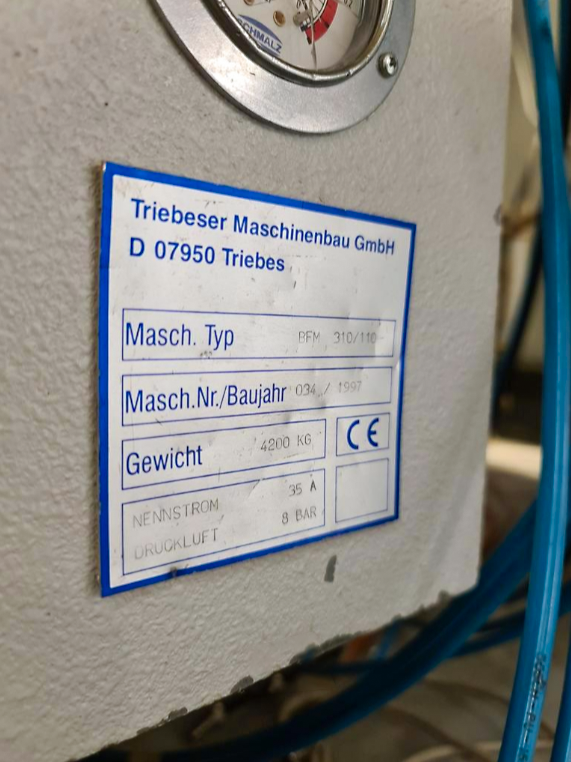 SCHMALZ
Triebeser Maschinenbau GmbH
D 07950 Triebes
Masch. Typ BFM 310/110
Masch.Nr./Baujahr 034 / 1997
Gewicht 4200 KG
CE
NENNSTROM 35 A
DRUCKLUFT 8 BAR